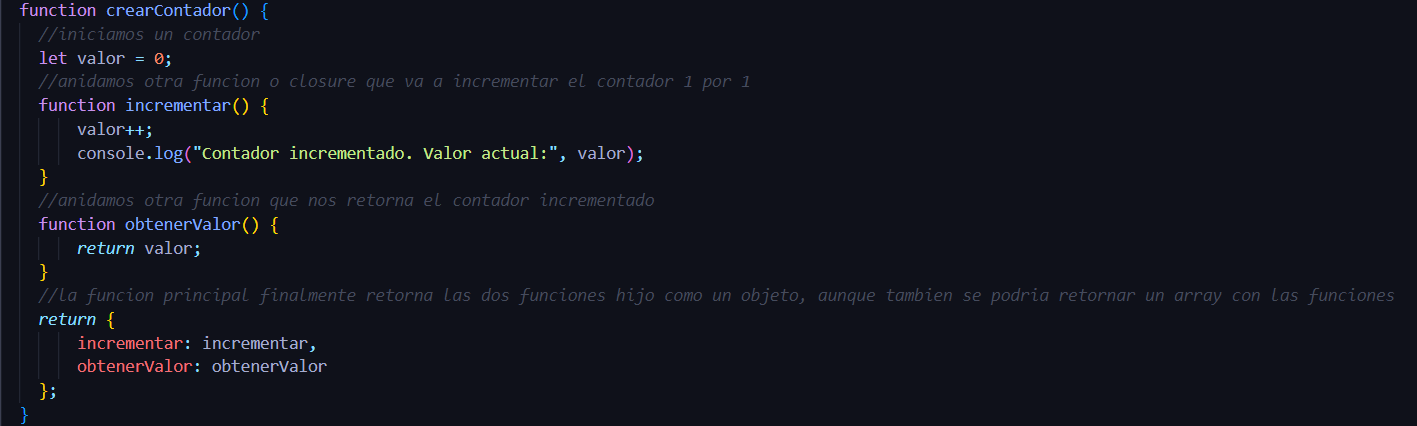 function crearContador() {
//iniciamos un contador
let valor = 0;
//anidamos otra funcion o closure que va a incrementar el contador 1 por 1
function incrementar() {
valor++;
console.log("Contador incrementado. Valor actual:", valor);
}
//anidamos otra funcion que nos retorna el contador incrementado
function obtenerValor() {
return valor;
}
//la funcion principal finalmente retorna las dos funciones hijo como un objeto, aunque tambien se podria retornar un array con las funciones
return {
incrementar: incrementar,
obtenerValor: obtenerValor
};
}